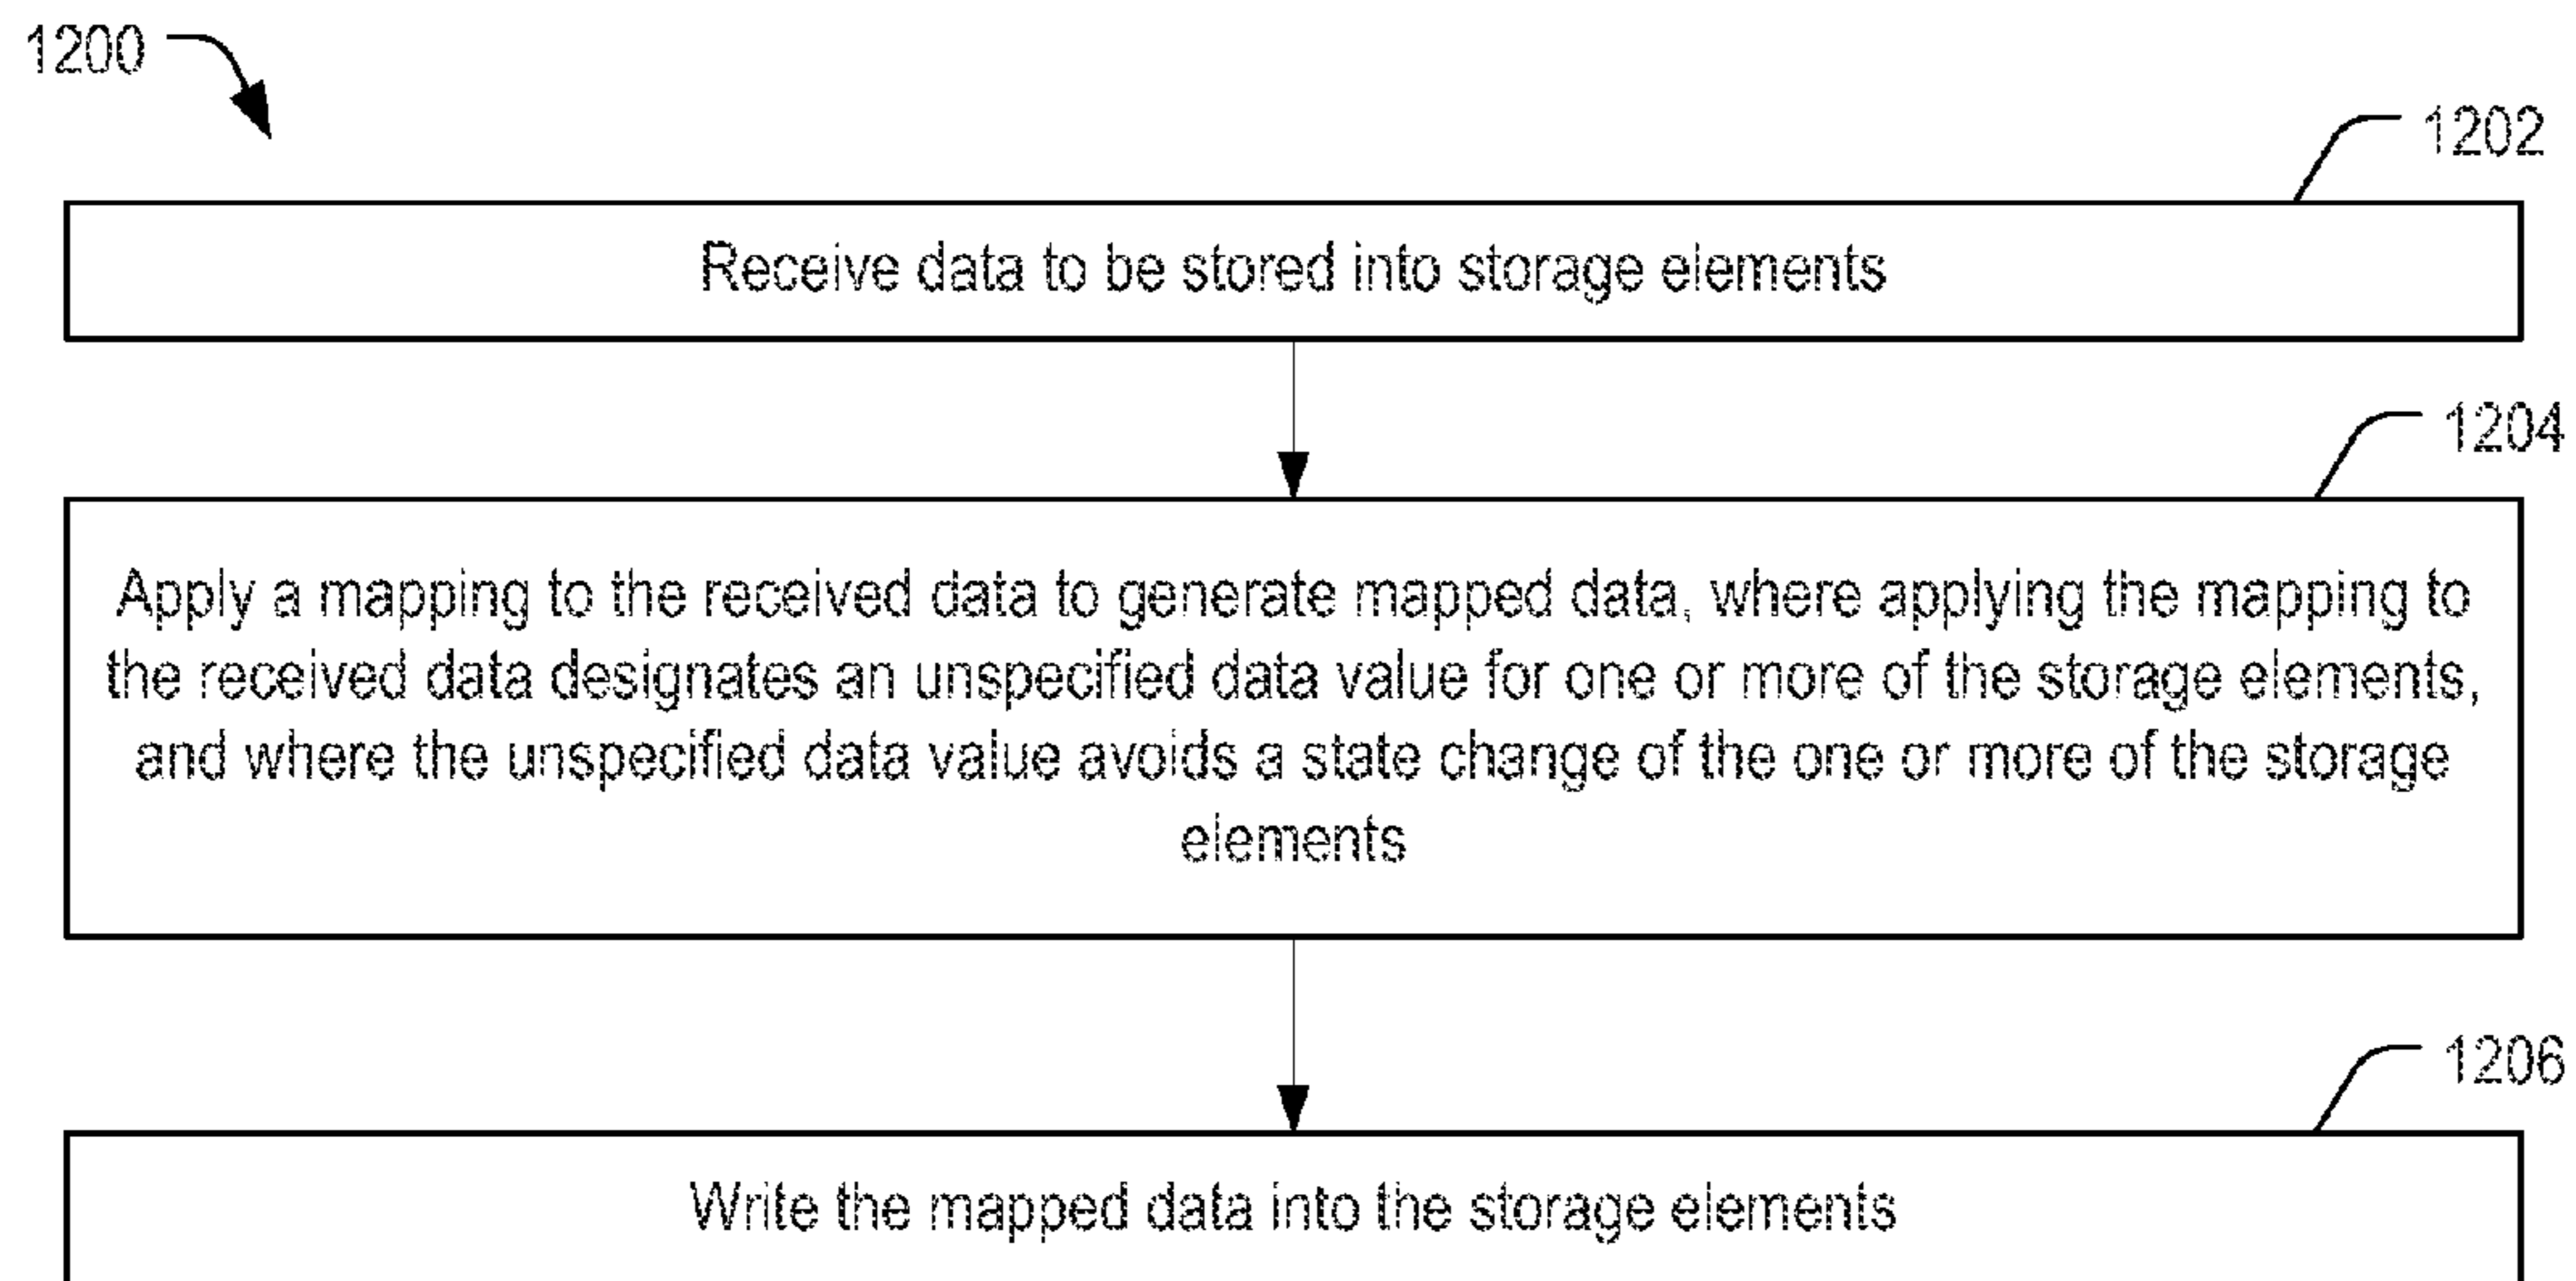 1200
1202
Receive data to be stored into storage elements
1204
Apply a mapping to the received data to generate mapped data, where applying the mapping to
the received data designates an unspecified data value for one or more of the storage elements,
and where the unspecified data value avoids a state change of the one or more of the storage
elements
1206
Write the mapped data into the storage elements